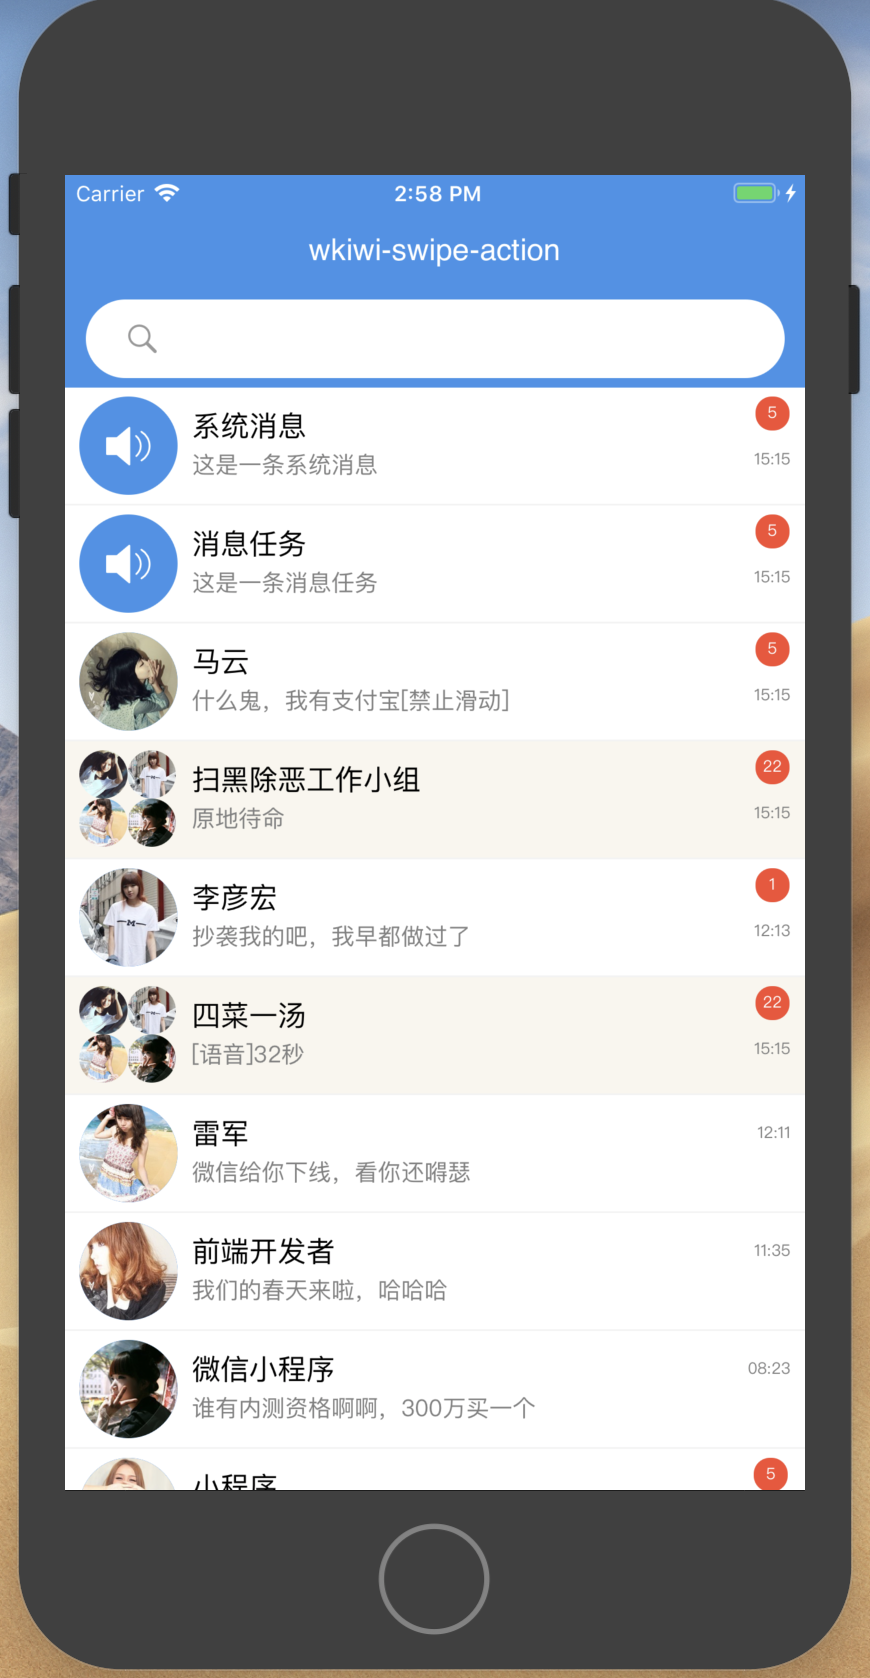 Carrier
2:58 PM
wkiwi-swipe-action
系统消息
5
这是一条系统消息
15:15
消息任务
5
这是一条消息任务
15:15
马云
5
什么鬼，我有支付宝[禁止滑动]
15:15
扫黑除恶工作小组
22
原地待命
15:15
李彦宏
1
抄袭我的吧，我早都做过了
12:13
四菜一汤
22
[语音]32秒
15:15
雷军
12:11
微信给你下线，看你还嘚瑟
前端开发者
11:35
我们的春天来啦，哈哈哈
微信小程序
08:23
谁有内测资格啊啊，300万买一个
小程序
5